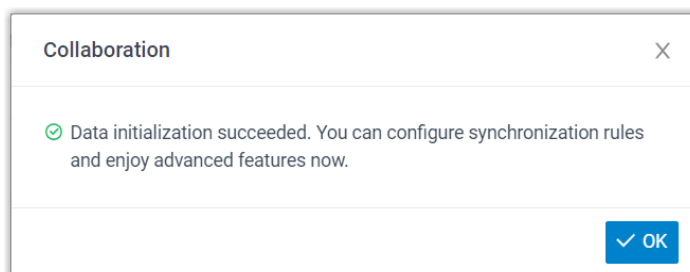 Collaboration
Data initialization succeeded. You can configure synchronization rules
and enjoy advanced features now.
OK